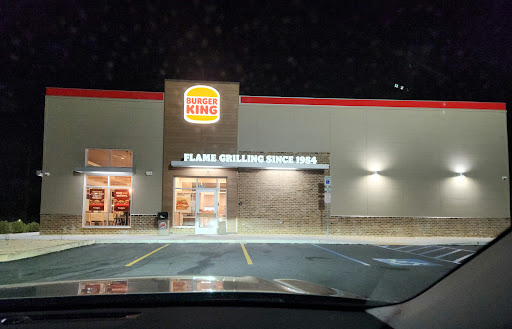 BURGER
KING
FLAME GRILLING SINCE 1954